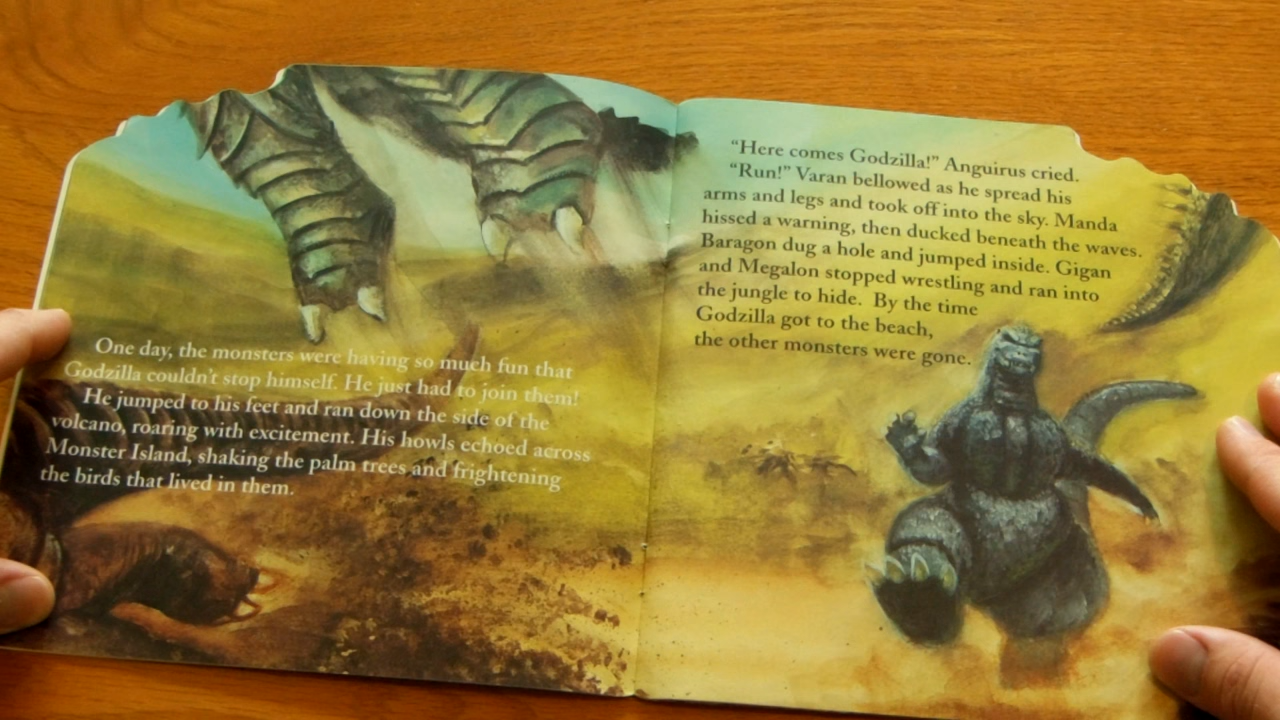 One day, the monsters were having so much fun that
Godzilla couldn't stop himself. He just had to join them!
He jumped to his feet and ran down the side of the
volcano, roaring with excitement. His howls echoed across
Monster Island, shaking the palm trees and frightening
the birds that lived in them.
“Here comes Godzilla!” Anguirus cried.
“Run!” Varan bellowed as he spread his
arms and legs and took off into the sky. Manda
hissed a warning, then ducked beneath the waves.
Baragon dug a hole and jumped inside. Gigan
and Megalon stopped wrestling and ran into
the jungle to hide. By the time
Godzilla got to the beach,
the other monsters were gone.